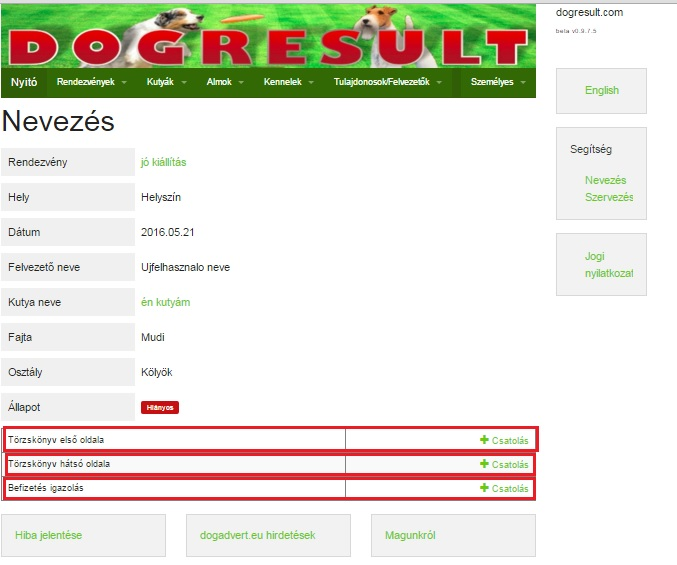 dogresult.com
beta v0.9.7.5
DOGRESULT
Nyitó Rendezvények Kutyák Almok Kennelek Tulajdonosok/Felvezetők Személyes
English
Nevezés
Segítség
Nevezés
Szervezés
Rendezvény jó kiállítás
Hely Helyszín
Dátum 2016.05.21
Jogi
nyilatkozat
Felvezető neve Ujfelhasznalo neve
Kutya neve én kutyám
Fajta Mudi
Osztály Kölyök
Állapot Hiányos
Törzskönyv első oldala + Csatolás
Törzskönyv hátsó oldala + Csatolás
Befizetés igazolás + Csatolás
Hiba jelentése dogadvert.eu hirdetések Magunkról